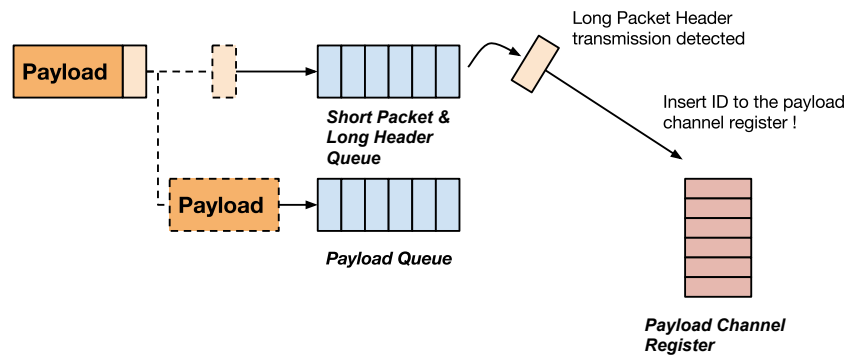 Long Packet Header
transmission detected
Payload
Insert ID to the payload
channel register !
Short Packet &
Long Header
Queue
Payload
Payload Queue
Payload Channel
Register